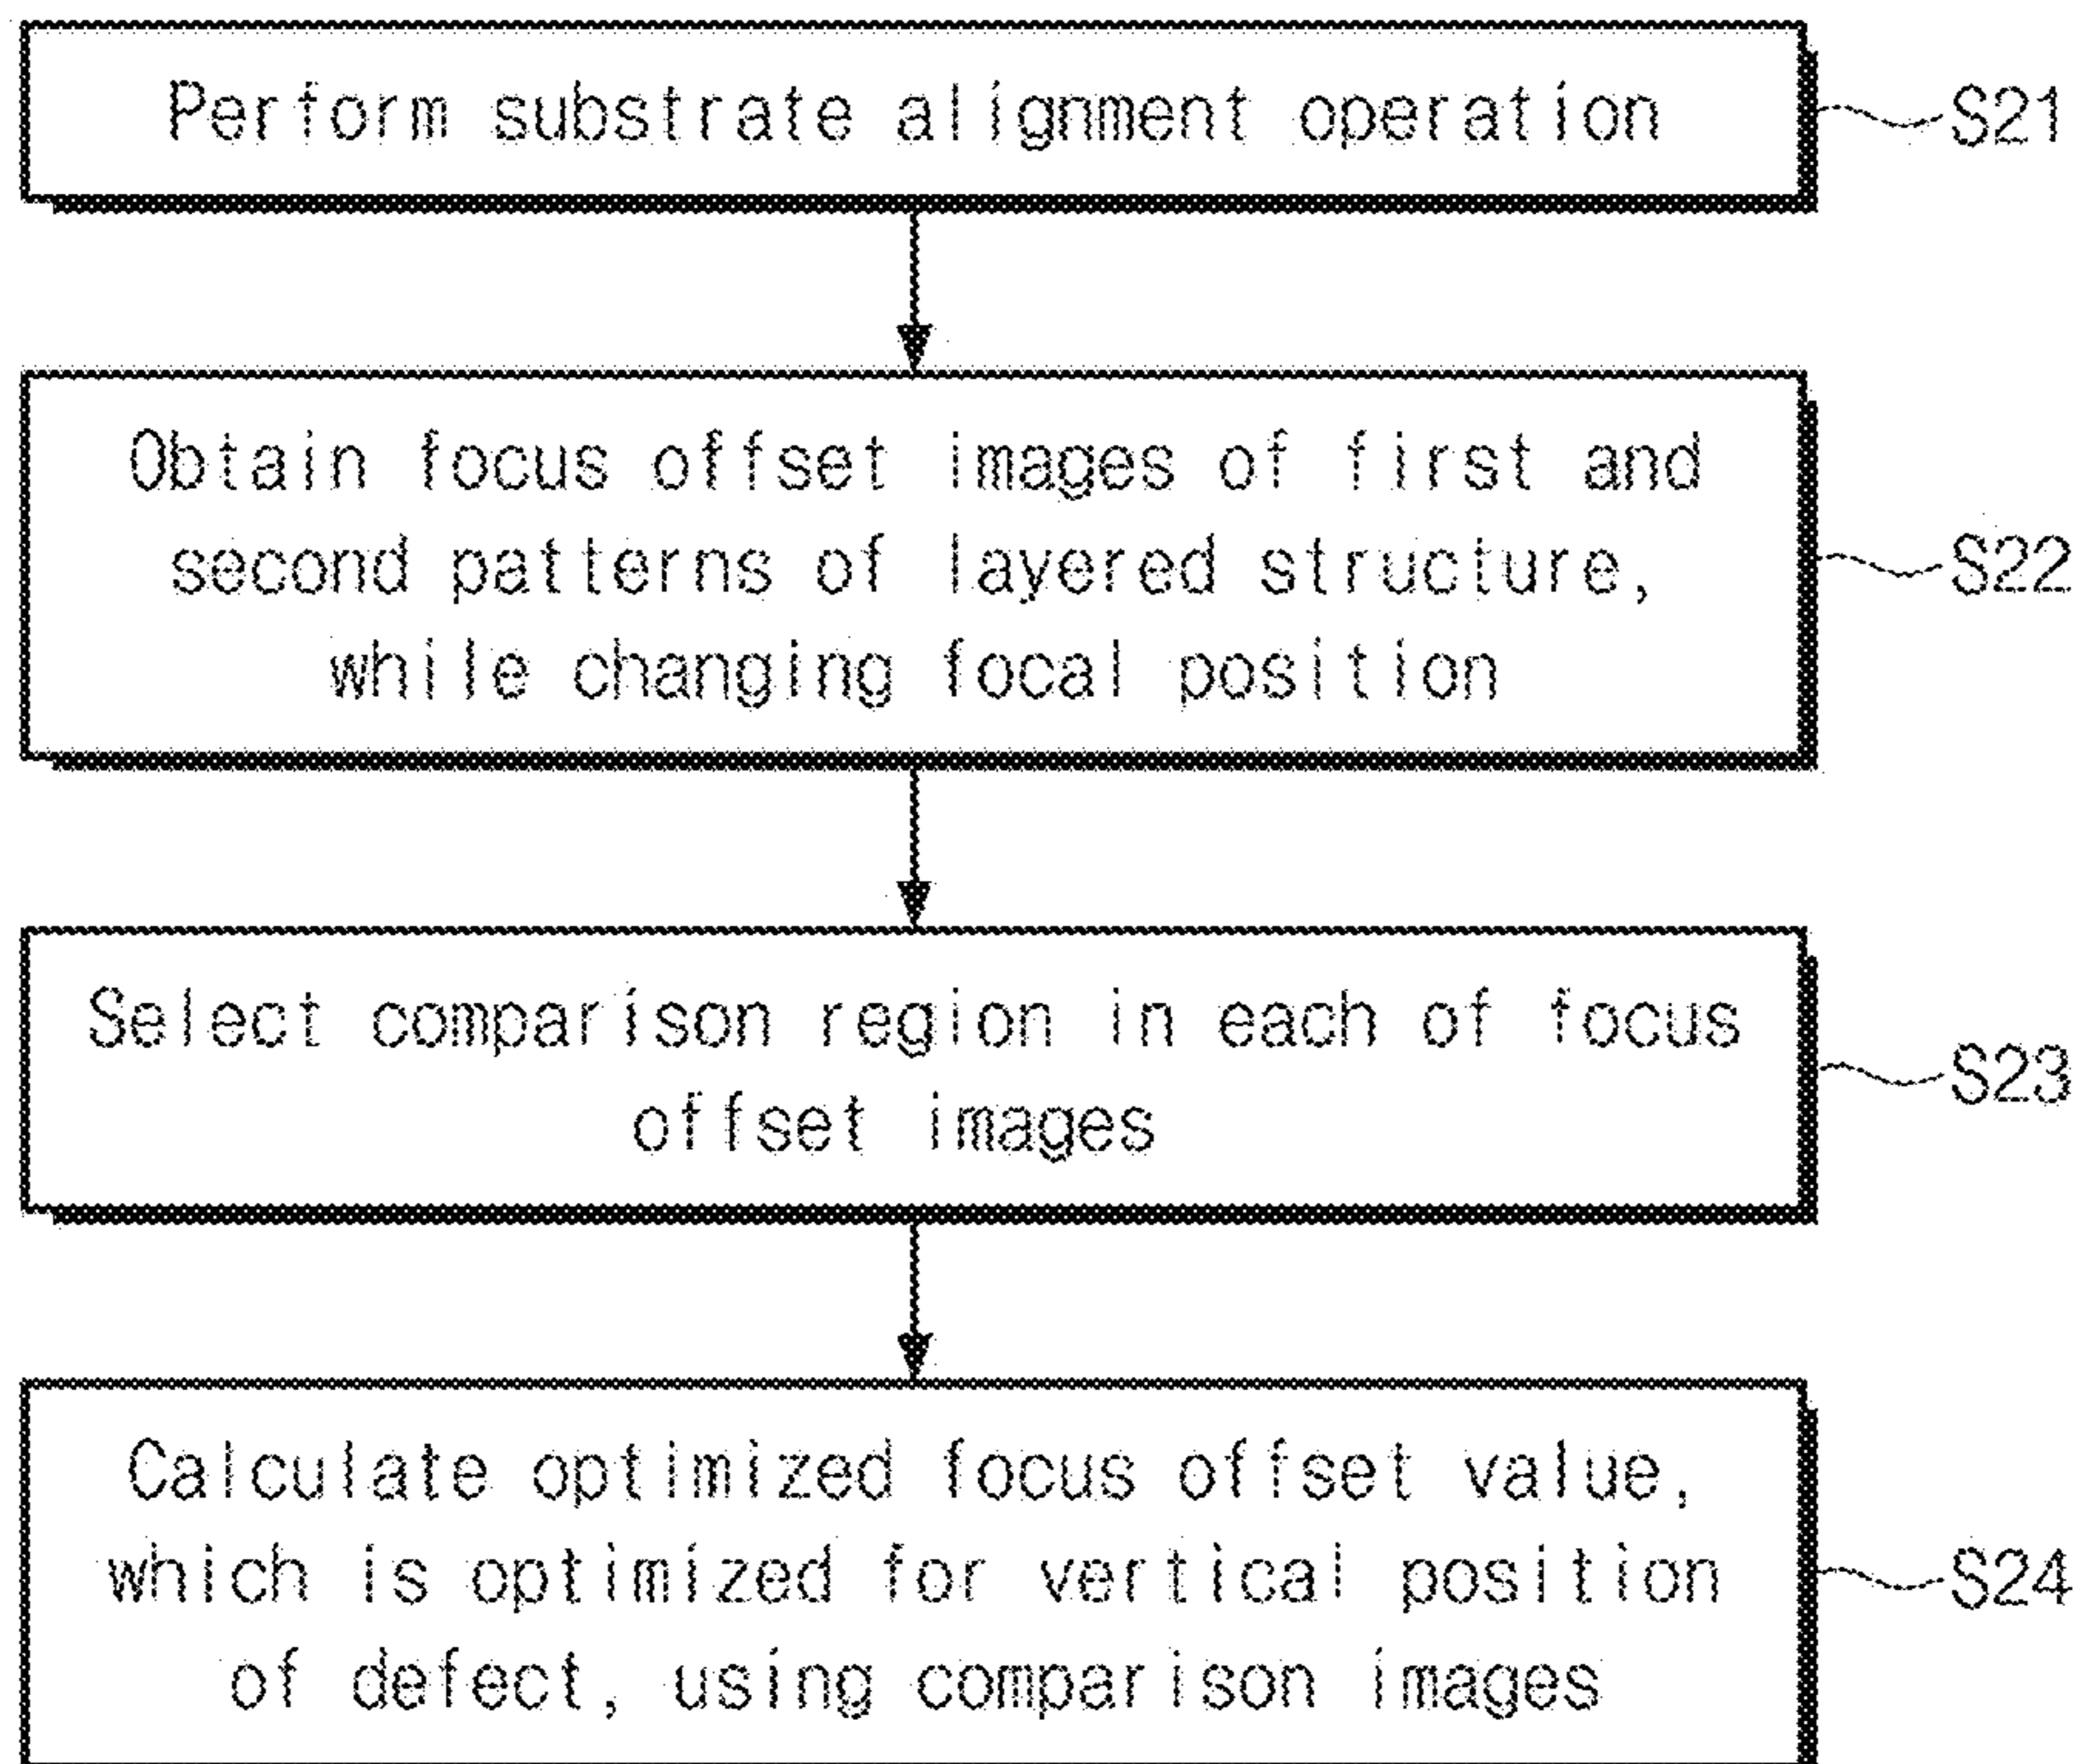 Perform substrate alignment operation
S21
Obtain focus offset images of first and
second patterns of layered structure,
while changing focal position
S22
Select comparison region in each of focus
offset images
S23
Calculate optimized focus offset value,
which is optimized for vertical position
of defect, using comparison images
S24